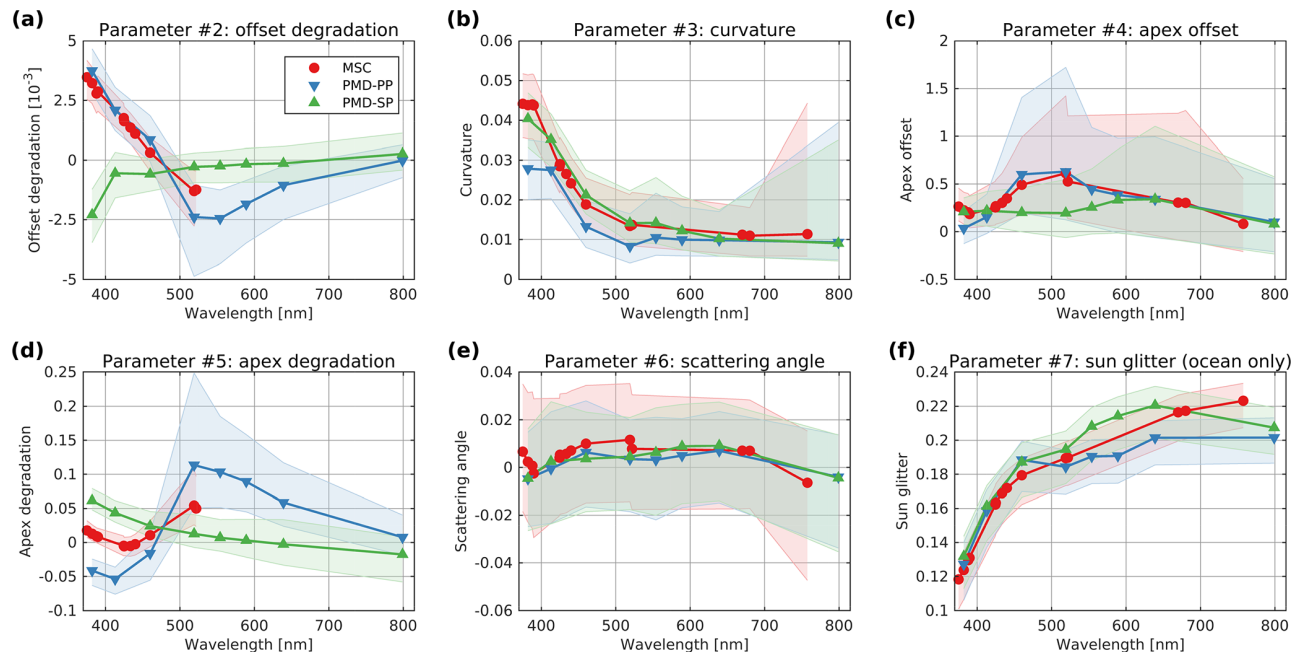 (a)
Parameter #2: offset degradation
Offset degradation [10-3]
5
2.5
0
-2.5
-5
400
500
600
700
800
Wavelength [nm]
MSC
PMD-PP
PMD-SP
(b)
Parameter #3: curvature
Curvature
0.06
0.05
0.04
0.03
0.02
0.01
0
400
500
600
700
800
Wavelength [nm]
(c)
Parameter #4: apex offset
Apex offset
2
1.5
1
0.5
0
-0.5
400
500
600
700
800
Wavelength [nm]
(d)
Parameter #5: apex degradation
Apex degradation
0.25
0.2
0.15
0.1
0.05
0
-0.05
-0.1
400
500
600
700
800
Wavelength [nm]
(e)
Parameter #6: scattering angle
Scattering angle
0.04
0.02
0
-0.02
-0.04
-0.06
400
500
600
700
800
Wavelength [nm]
(f)
Parameter #7: sun glitter (ocean only)
Sun glitter
0.24
0.22
0.2
0.18
0.16
0.14
0.12
0.1
400
500
600
700
800
Wavelength [nm]